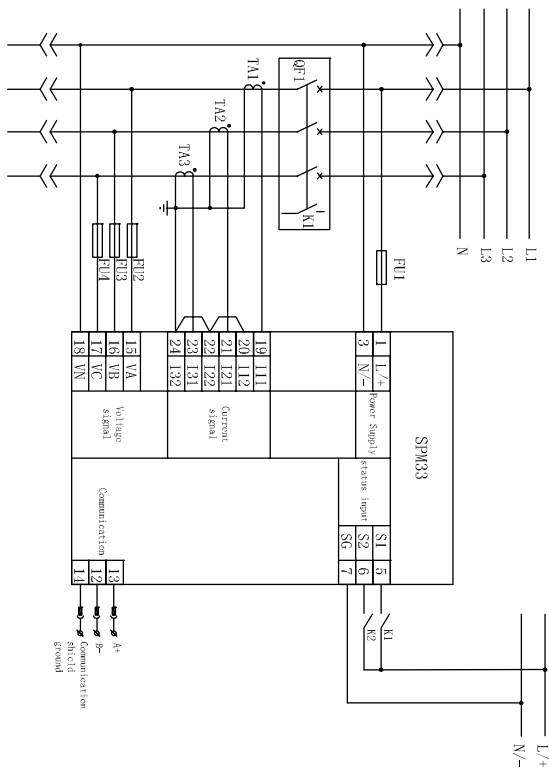 L1
L2
L3
N
QF1
K1
TA1
TA2
TA3
FU1
FU2
FU3
FU4
SPM33
1 L/+
3 N/-
Power Supply
19 I11
20 I12
21 I21
22 I22
23 I31
24 I32
Current
signal
15 VA
16 VB
17 VC
18 VN
Voltage
signal
status input
S1 5
S2 6
SG 7
Communication
13
12
14
A+
B-
Communication
shield
ground
K1
K2
L/+
N/-